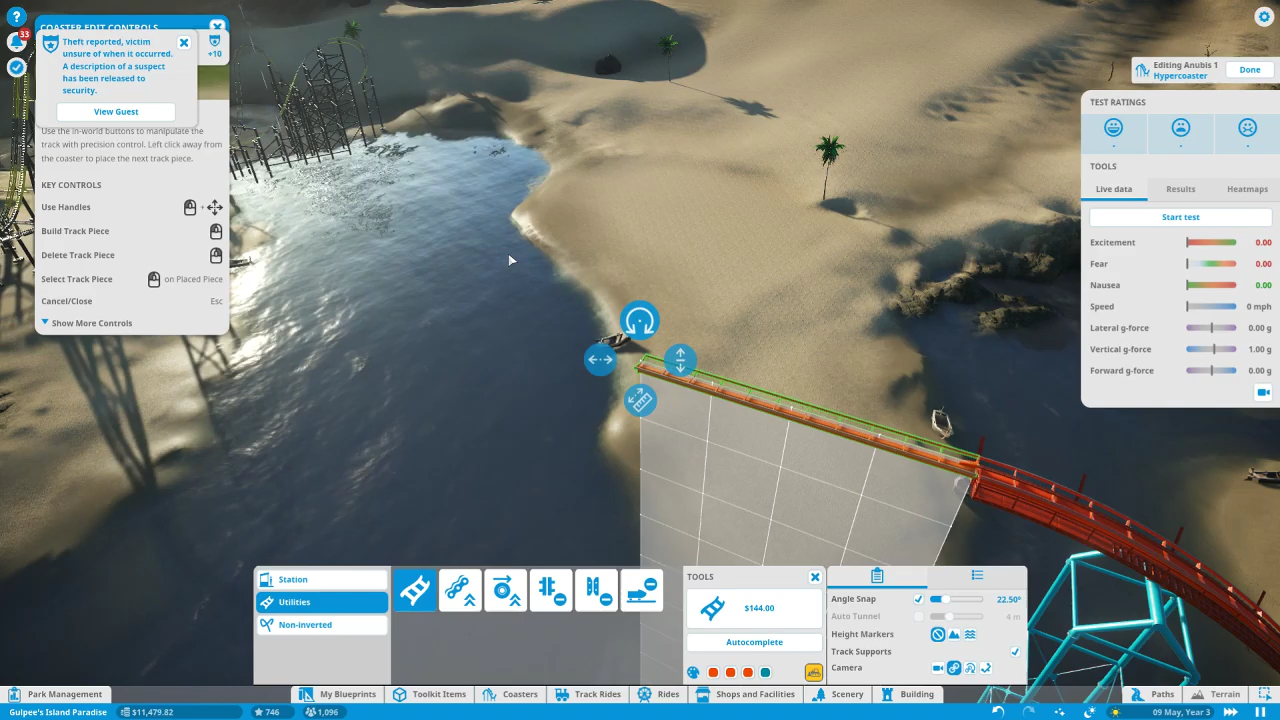 COASTER EDIT CONTROLS
33
Theft reported, victim
unsure of when it occurred.
A description of a suspect
has been released to
security.
+10
View Guest
Use the in-world buttons to manipulate the
track with precision control. Left click away from
the coaster to place the next track piece.
KEY CONTROLS
Use Handles
+
Build Track Piece
Delete Track Piece
Select Track Piece
on Placed Piece
Cancel/Close
Esc
Show More Controls
Editing Anubis 1
Hypercoaster
Done
TEST RATINGS
- - -
TOOLS
Live data
Results
Heatmaps
Start test
Excitement 0.00
Fear 0.00
Nausea 0.00
Speed 0 mph
Lateral g-force 0.00 g
Vertical g-force 1.00 g
Forward g-force 0.00 g
Station
Utilities
Non-inverted
TOOLS
$144.00
Autocomplete
Angle Snap 22.50°
Auto Tunnel 4 m
Height Markers
Track Supports
Camera
Park Management
My Blueprints
Toolkit Items
Coasters
Track Rides
Rides
Shops and Facilities
Scenery
Building
Paths
Terrain
Gulpee's Island Paradise
$11,479.82
746
1,096
09 May, Year 3